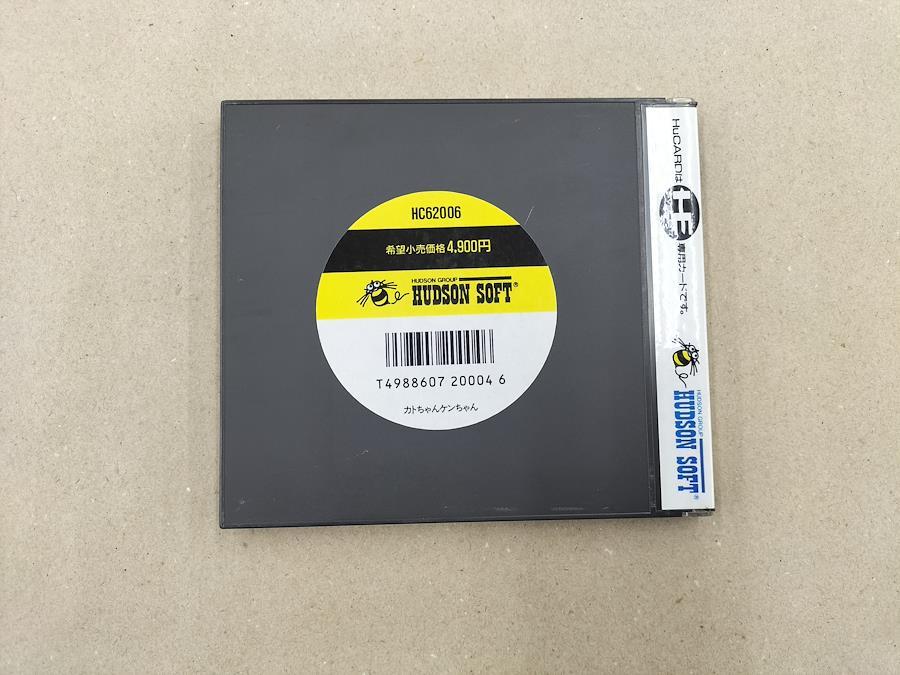 HC62006
希望小売価格4,900円
HUDSON GROUP
HUDSON SOFT®
T4988607 20004 6
カトちゃんケンちゃん
HuCARDは
専用カードです。
HUDSON GROUP
HUDSON SOFT®